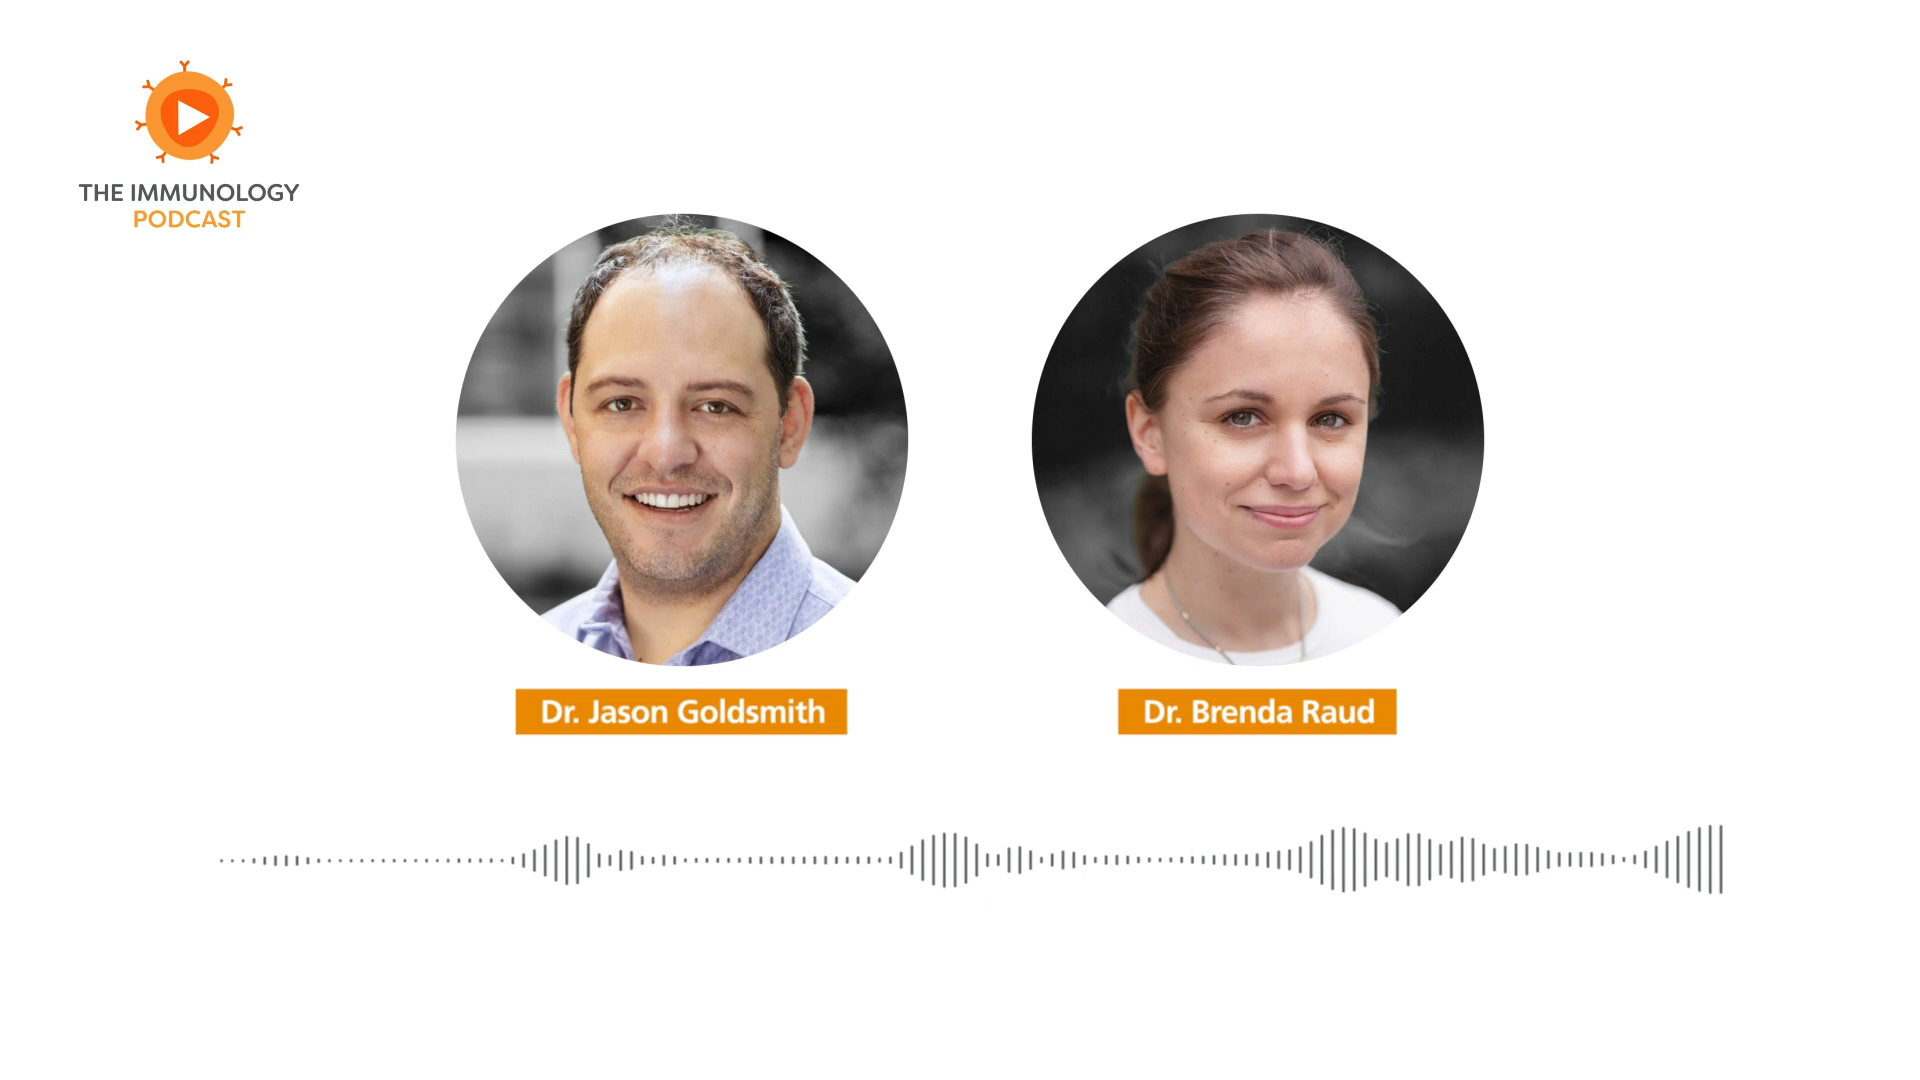 THE IMMUNOLOGY
PODCAST
Dr. Jason Goldsmith
Dr. Brenda Raud